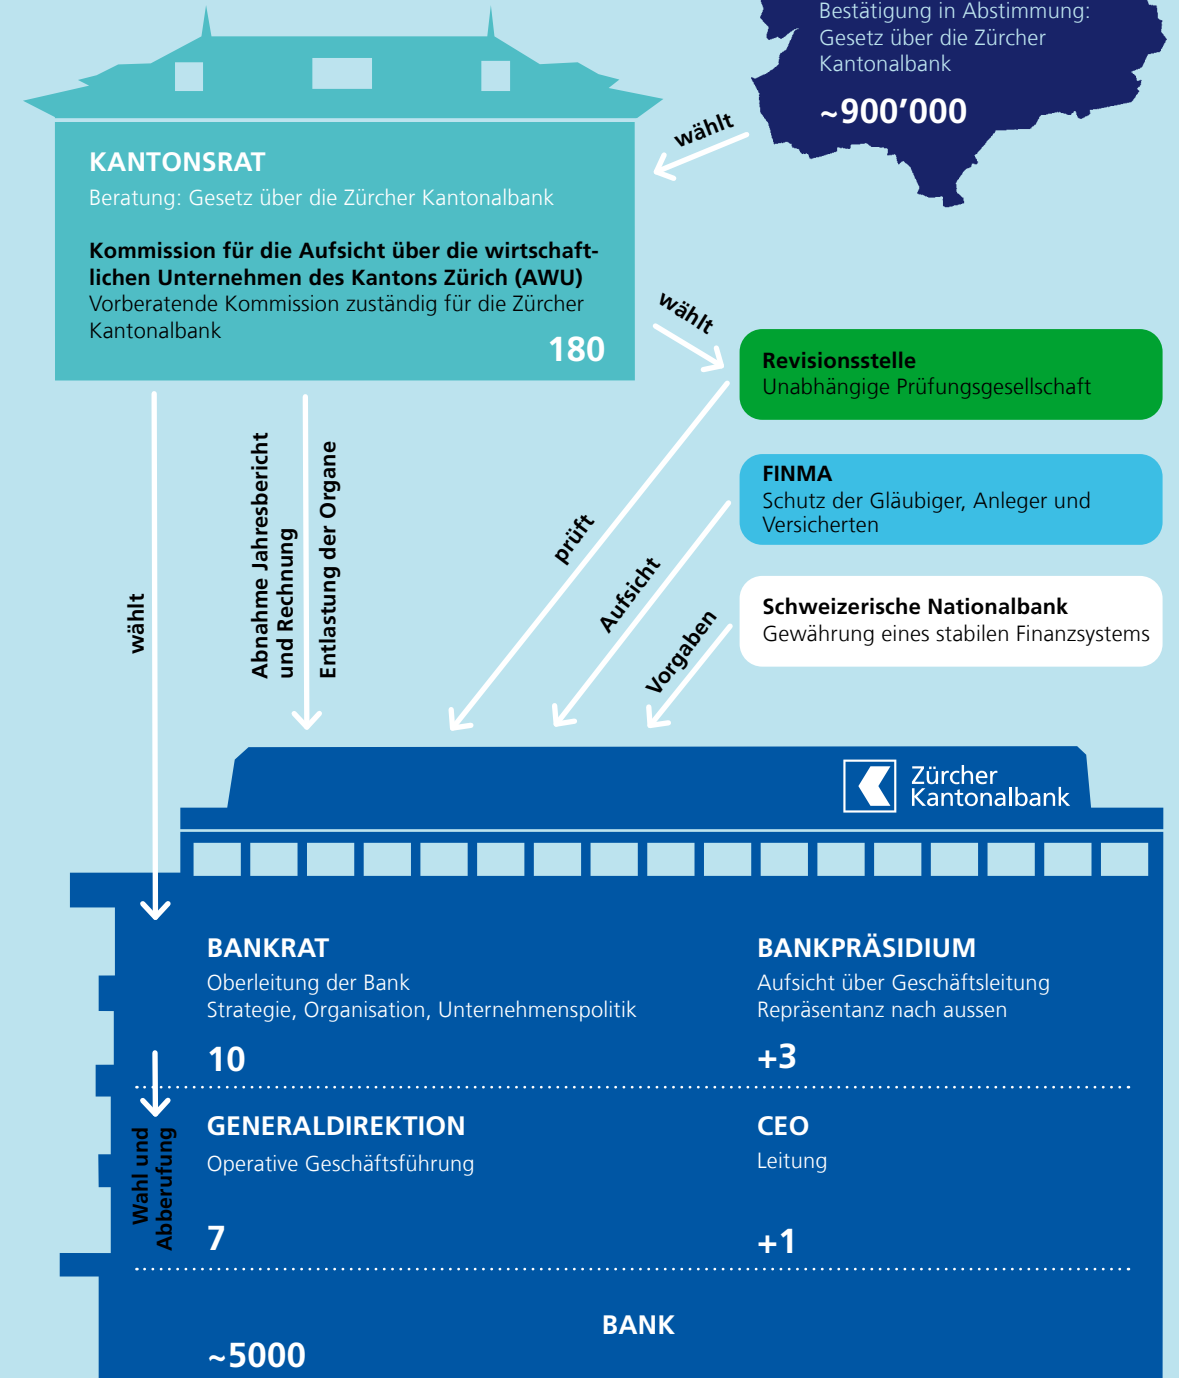 Bestätigung in Abstimmung:
Gesetz über die Zürcher
Kantonalbank
~900’000
wählt
KANTONSRAT
Beratung: Gesetz über die Zürcher Kantonalbank
Kommission für die Aufsicht über die wirtschaft-
lichen Unternehmen des Kantons Zürich (AWU)
Vorberatende Kommission zuständig für die Zürcher
Kantonalbank
180
wählt
Revisionsstelle
Unabhängige Prüfungsgesellschaft
FINMA
Schutz der Gläubiger, Anleger und
Versicherten
Schweizerische Nationalbank
Gewährung eines stabilen Finanzsystems
wählt
Abnahme Jahresbericht
und Rechnung
Entlastung der Organe
prüft
Aufsicht
Vorgaben
Zürcher
Kantonalbank
BANKRAT
Oberleitung der Bank
Strategie, Organisation, Unternehmenspolitik
10
BANKPRÄSIDIUM
Aufsicht über Geschäftsleitung
Repräsentanz nach aussen
+3
Wahl und
Abberufung
GENERALDIREKTION
Operative Geschäftsführung
7
CEO
Leitung
+1
BANK
~5000